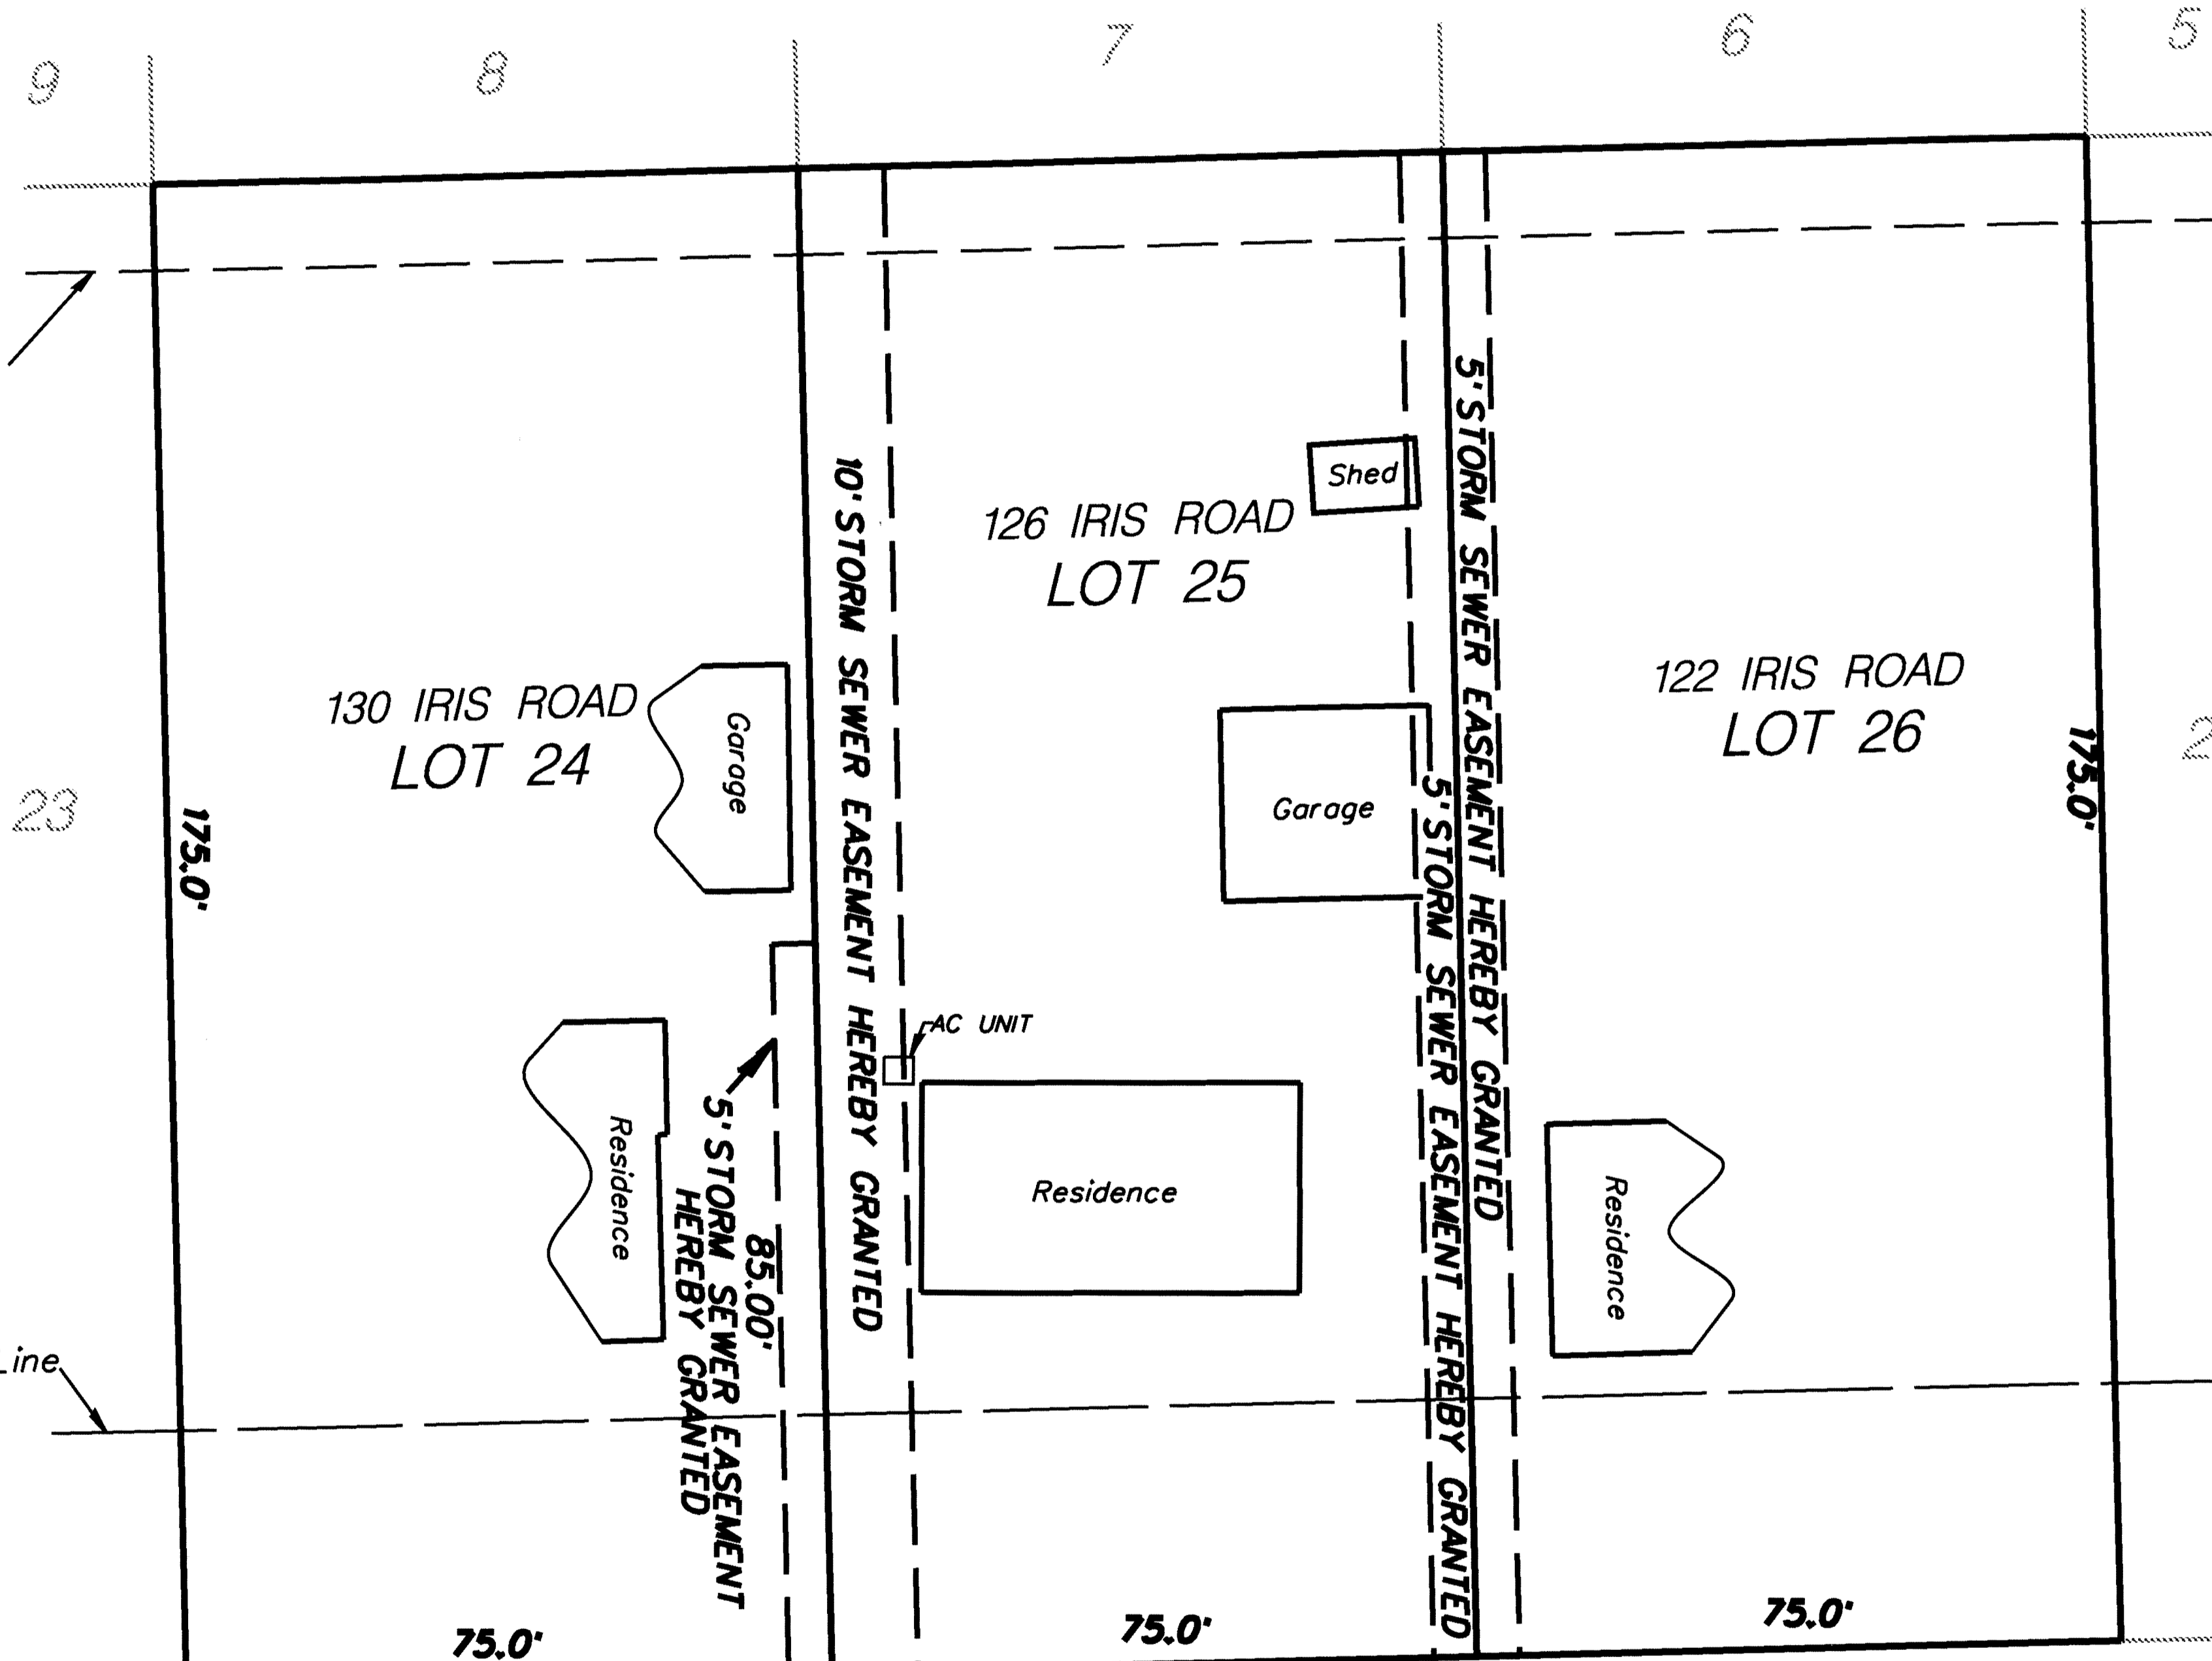 9
8
7
6
5
10' STORM SEWER EASEMENT HEREBY GRANTED
5' STORM SEWER EASEMENT HEREBY GRANTED
Shed
126 IRIS ROAD
LOT 25
130 IRIS ROAD
LOT 24
Garage
122 IRIS ROAD
LOT 26
23
175.0'
Garage
5' STORM SEWER EASEMENT HEREBY GRANTED
175.0'
AC UNIT
Residence
5' STORM SEWER EASEMENT
HEREBY GRANTED
85.00'
Residence
Residence
Line
75.0'
75.0'
75.0'